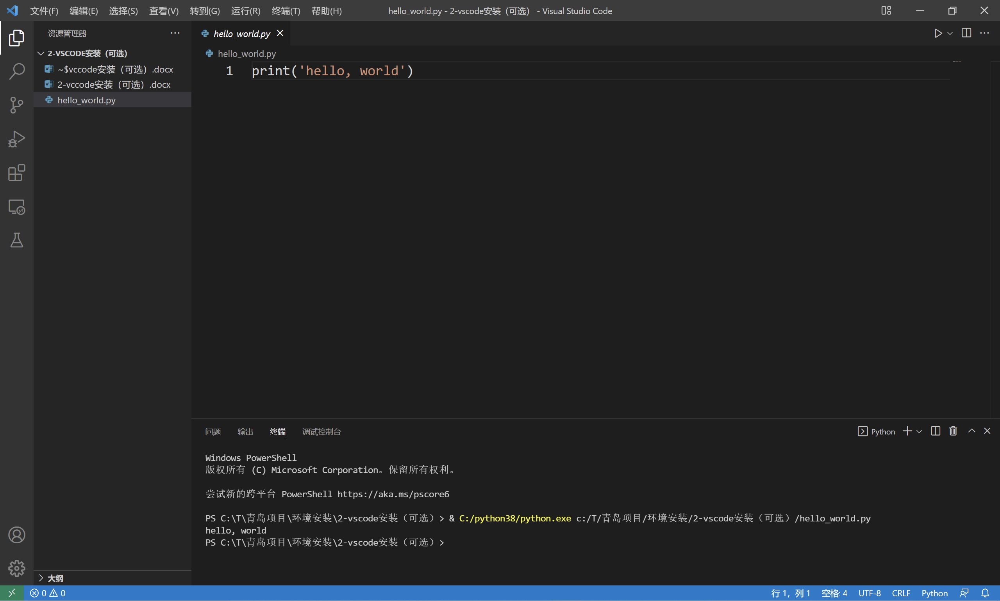 文件(F) 编辑(E) 选择(S) 查看(V) 转到(G) 运行(R) 终端(T) 帮助(H) hello_world.py - 2-vscode安装（可选） - Visual Studio Code
资源管理器
2-VSCODE安装（可选）
~$vccode安装（可选）.docx
2-vccode安装（可选）.docx
hello_world.py
大纲
hello_world.py
hello_world.py
1 print('hello, world')
问题 输出 终端 调试控制台 Python
Windows PowerShell
版权所有 (C) Microsoft Corporation。保留所有权利。
尝试新的跨平台 PowerShell https://aka.ms/pscore6
PS C:\T\青岛项目\环境安装\2-vscode安装（可选）> & C:/python38/python.exe c:/T/青岛项目/环境安装/2-vscode安装（可选）/hello_world.py
hello, world
PS C:\T\青岛项目\环境安装\2-vscode安装（可选）>
0 0 行 1，列 1 空格: 4 UTF-8 CRLF Python